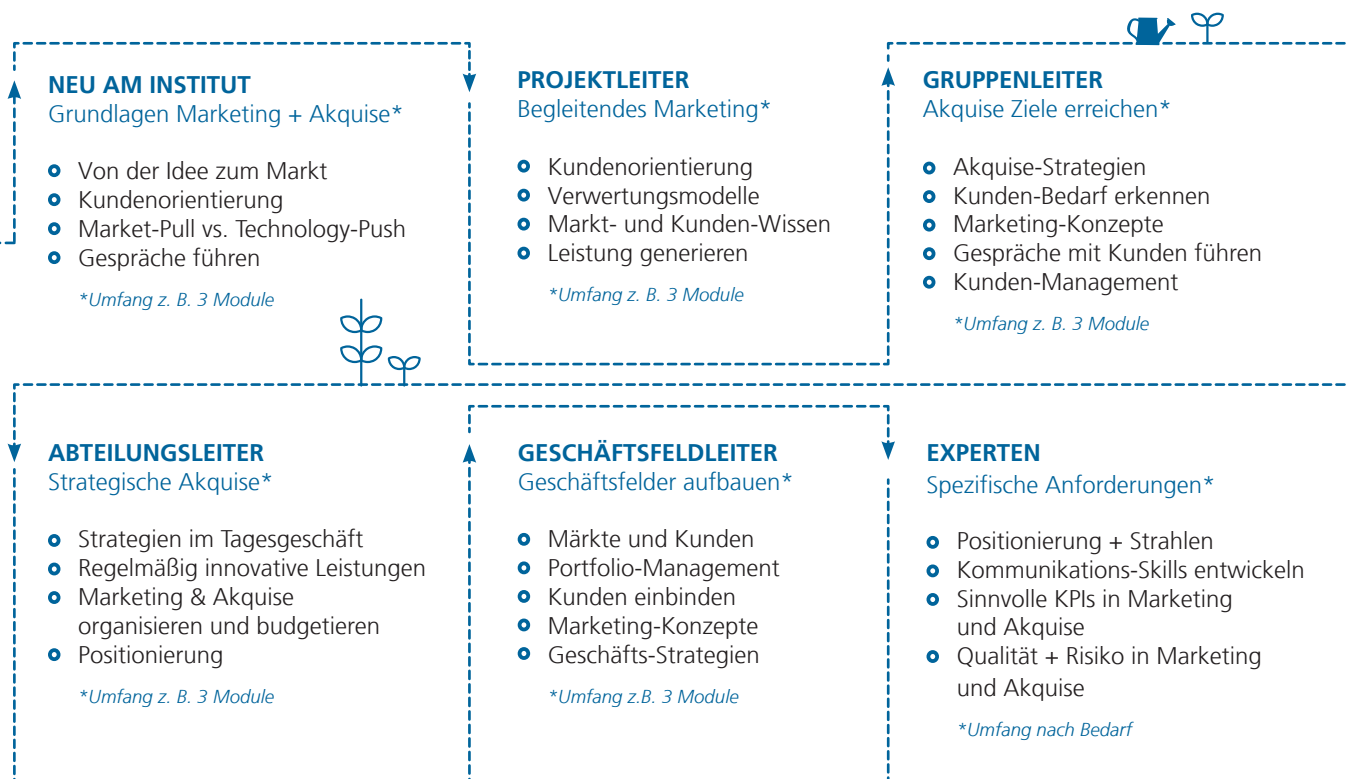 NEU AM INSTITUT
Grundlagen Marketing + Akquise*
Von der Idee zum Markt
Kundenorientierung
Market-Pull vs. Technology-Push
Gespräche führen
*Umfang z. B. 3 Module
PROJEKTLEITER
Begleitendes Marketing*
Kundenorientierung
Verwertungsmodelle
Markt- und Kunden-Wissen
Leistung generieren
*Umfang z. B. 3 Module
GRUPPENLEITER
Akquise Ziele erreichen*
Akquise-Strategien
Kunden-Bedarf erkennen
Marketing-Konzepte
Gespräche mit Kunden führen
Kunden-Management
*Umfang z. B. 3 Module
ABTEILUNGSLEITER
Strategische Akquise*
Strategien im Tagesgeschäft
Regelmäßig innovative Leistungen
Marketing & Akquise
organisieren und budgetieren
Positionierung
*Umfang z. B. 3 Module
GESCHÄFTSFELDLEITER
Geschäftsfelder aufbauen*
Märkte und Kunden
Portfolio-Management
Kunden einbinden
Marketing-Konzepte
Geschäfts-Strategien
*Umfang z.B. 3 Module
EXPERTEN
Spezifische Anforderungen*
Positionierung + Strahlen
Kommunikations-Skills entwickeln
Sinnvolle KPIs in Marketing
und Akquise
Qualität + Risiko in Marketing
und Akquise
*Umfang nach Bedarf